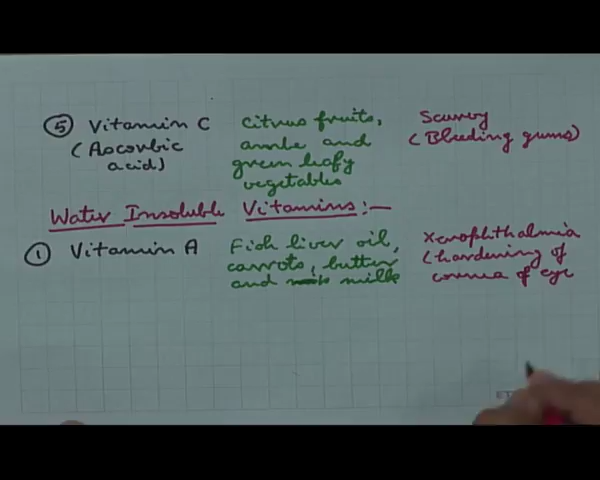 ⑤ Vitamin C Citrus fruits, Scurvy
(Ascorbic amla and (Bleeding gums)
acid) green leafy
vegetables
Water Insoluble Vitamins:-
① Vitamin A Fish liver oil, Xerophthalmia
carrots, butter (hardening of
and milk cornea of eye